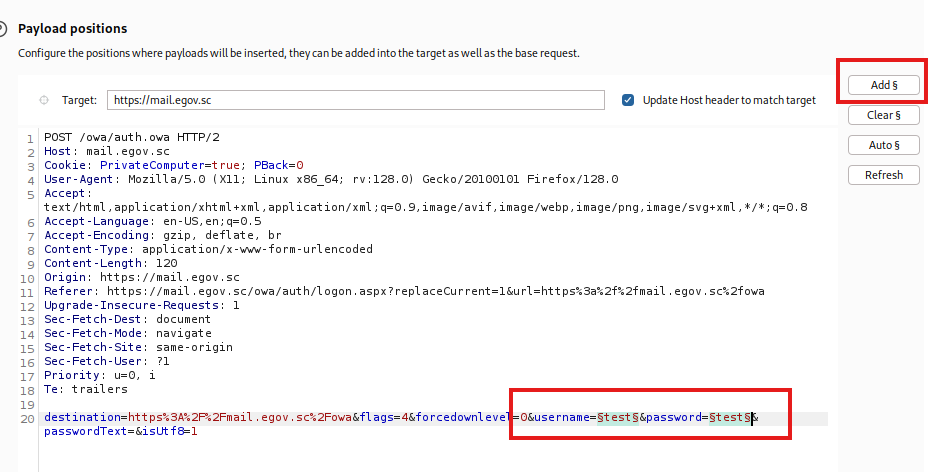 Payload positions
Configure the positions where payloads will be inserted, they can be added into the target as well as the base request.
Target: https://mail.egov.sc Update Host header to match target
Add §
Clear §
Auto §
Refresh
1 POST /owa/auth.owa HTTP/2
2 Host: mail.egov.sc
3 Cookie: PrivateComputer=true; PBack=0
4 User-Agent: Mozilla/5.0 (X11; Linux x86_64; rv:128.0) Gecko/20100101 Firefox/128.0
5 Accept:
text/html,application/xhtml+xml,application/xml;q=0.9,image/avif,image/webp,image/png,image/svg+xml,*/*;q=0.8
6 Accept-Language: en-US,en;q=0.5
7 Accept-Encoding: gzip, deflate, br
8 Content-Type: application/x-www-form-urlencoded
9 Content-Length: 120
10 Origin: https://mail.egov.sc
11 Referer: https://mail.egov.sc/owa/auth/logon.aspx?replaceCurrent=1&url=https%3a%2f%2fmail.egov.sc%2fowa
12 Upgrade-Insecure-Requests: 1
13 Sec-Fetch-Dest: document
14 Sec-Fetch-Mode: navigate
15 Sec-Fetch-Site: same-origin
16 Sec-Fetch-User: ?1
17 Priority: u=0, i
18 Te: trailers
19
20 destination=https%3A%2F%2Fmail.egov.sc%2Fowa&flags=4&forcedownlevel=0&username=§test§&password=§test§&
passwordText=&isUtf8=1